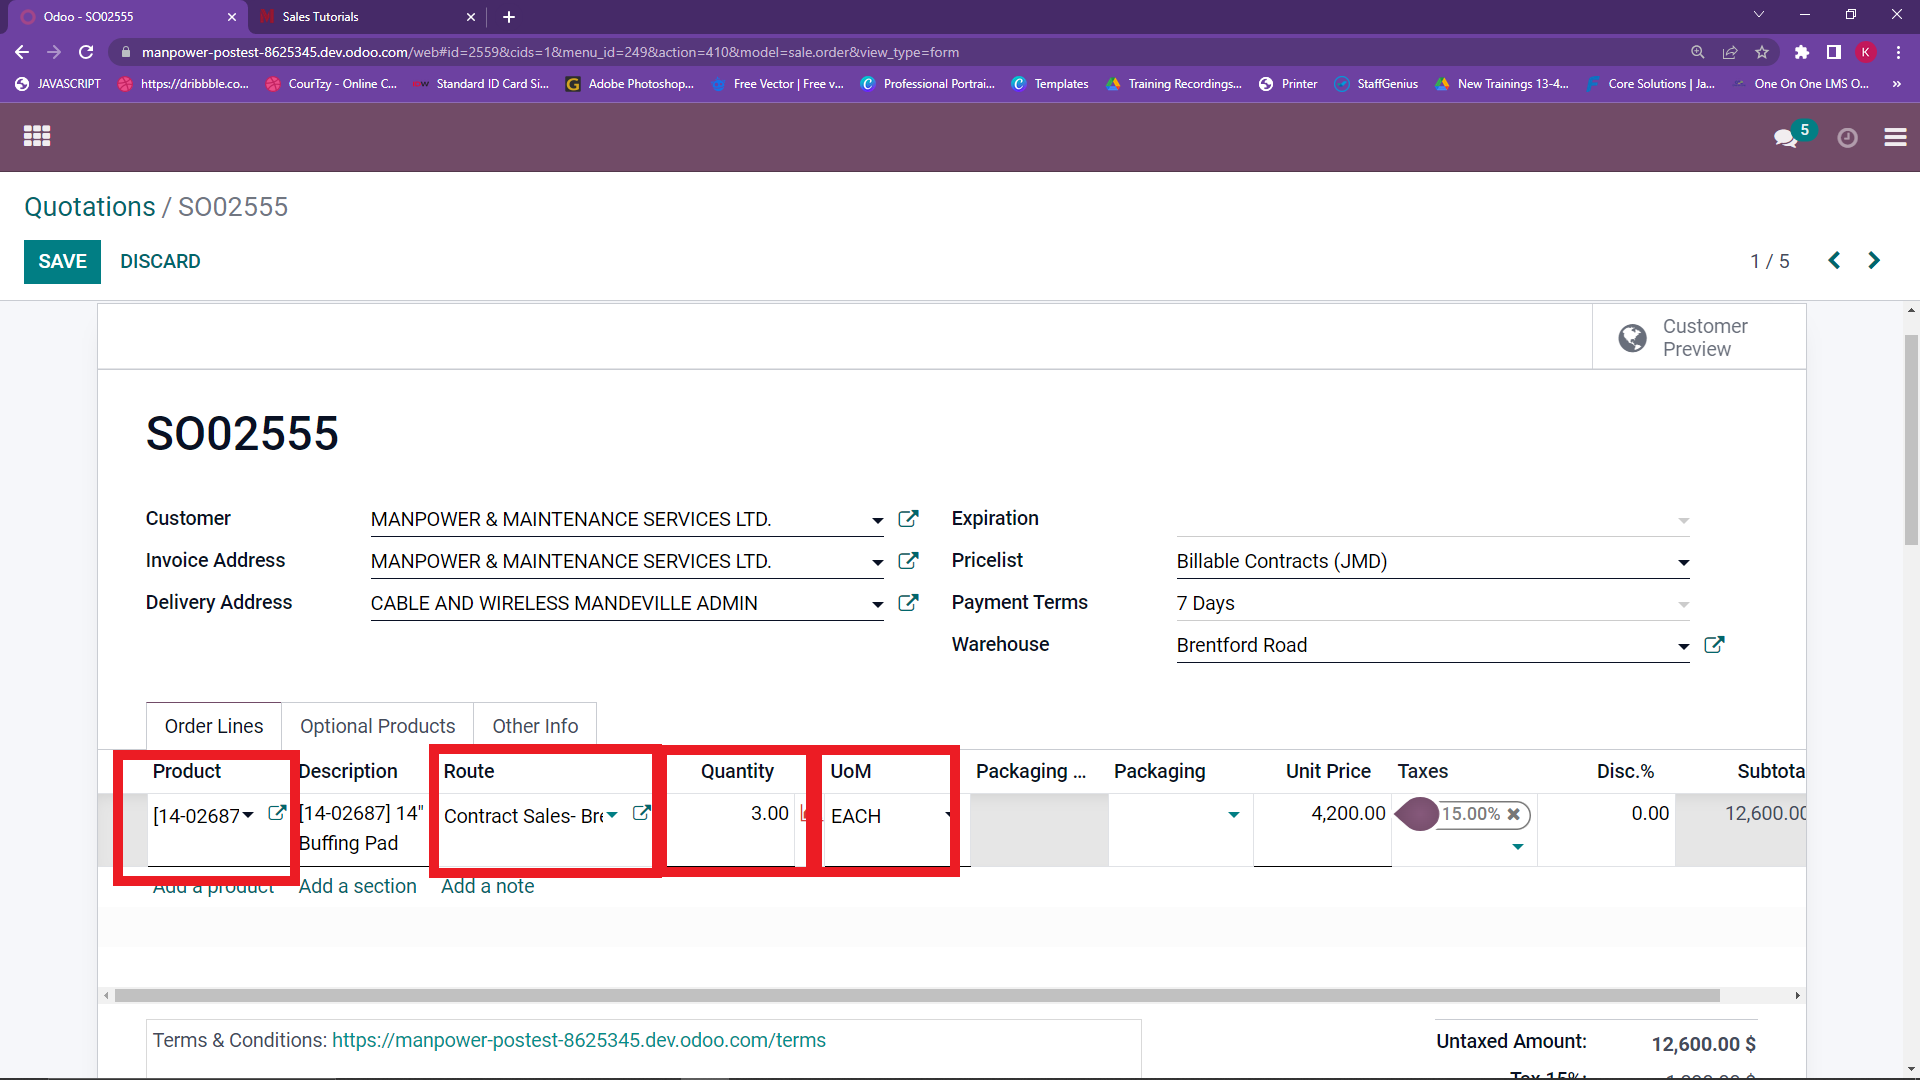 Odoo - SO02555
Sales Tutorials
manpower-postest-8625345.dev.odoo.com/web#id=2559&cids=1&menu_id=249&action=410&model=sale.order&view_type=form
K
JAVASCRIPT
https://dribbble.co...
CourTzy - Online C...
Standard ID Card Si...
Adobe Photoshop...
Free Vector | Free v...
Professional Portrai...
Templates
Training Recordings...
Printer
StaffGenius
New Trainings 13-4...
Core Solutions | Ja...
One On One LMS O...
»
5
Quotations / SO02555
SAVE DISCARD
1 / 5
Customer
Preview
SO02555
Customer MANPOWER & MAINTENANCE SERVICES LTD.
Invoice Address MANPOWER & MAINTENANCE SERVICES LTD.
Delivery Address CABLE AND WIRELESS MANDEVILLE ADMIN
Expiration
Pricelist Billable Contracts (JMD)
Payment Terms 7 Days
Warehouse Brentford Road
Order Lines Optional Products Other Info
Product Description Route Quantity UoM Packaging ... Packaging Unit Price Taxes Disc.% Subtota
[14-02687 [14-02687] 14" Contract Sales- Bre 3.00 EACH 4,200.00 15.00% 0.00 12,600.00
Buffing Pad
Add a product Add a section Add a note
Terms & Conditions: https://manpower-postest-8625345.dev.odoo.com/terms
Untaxed Amount: 12,600.00 $
Tax 15%: